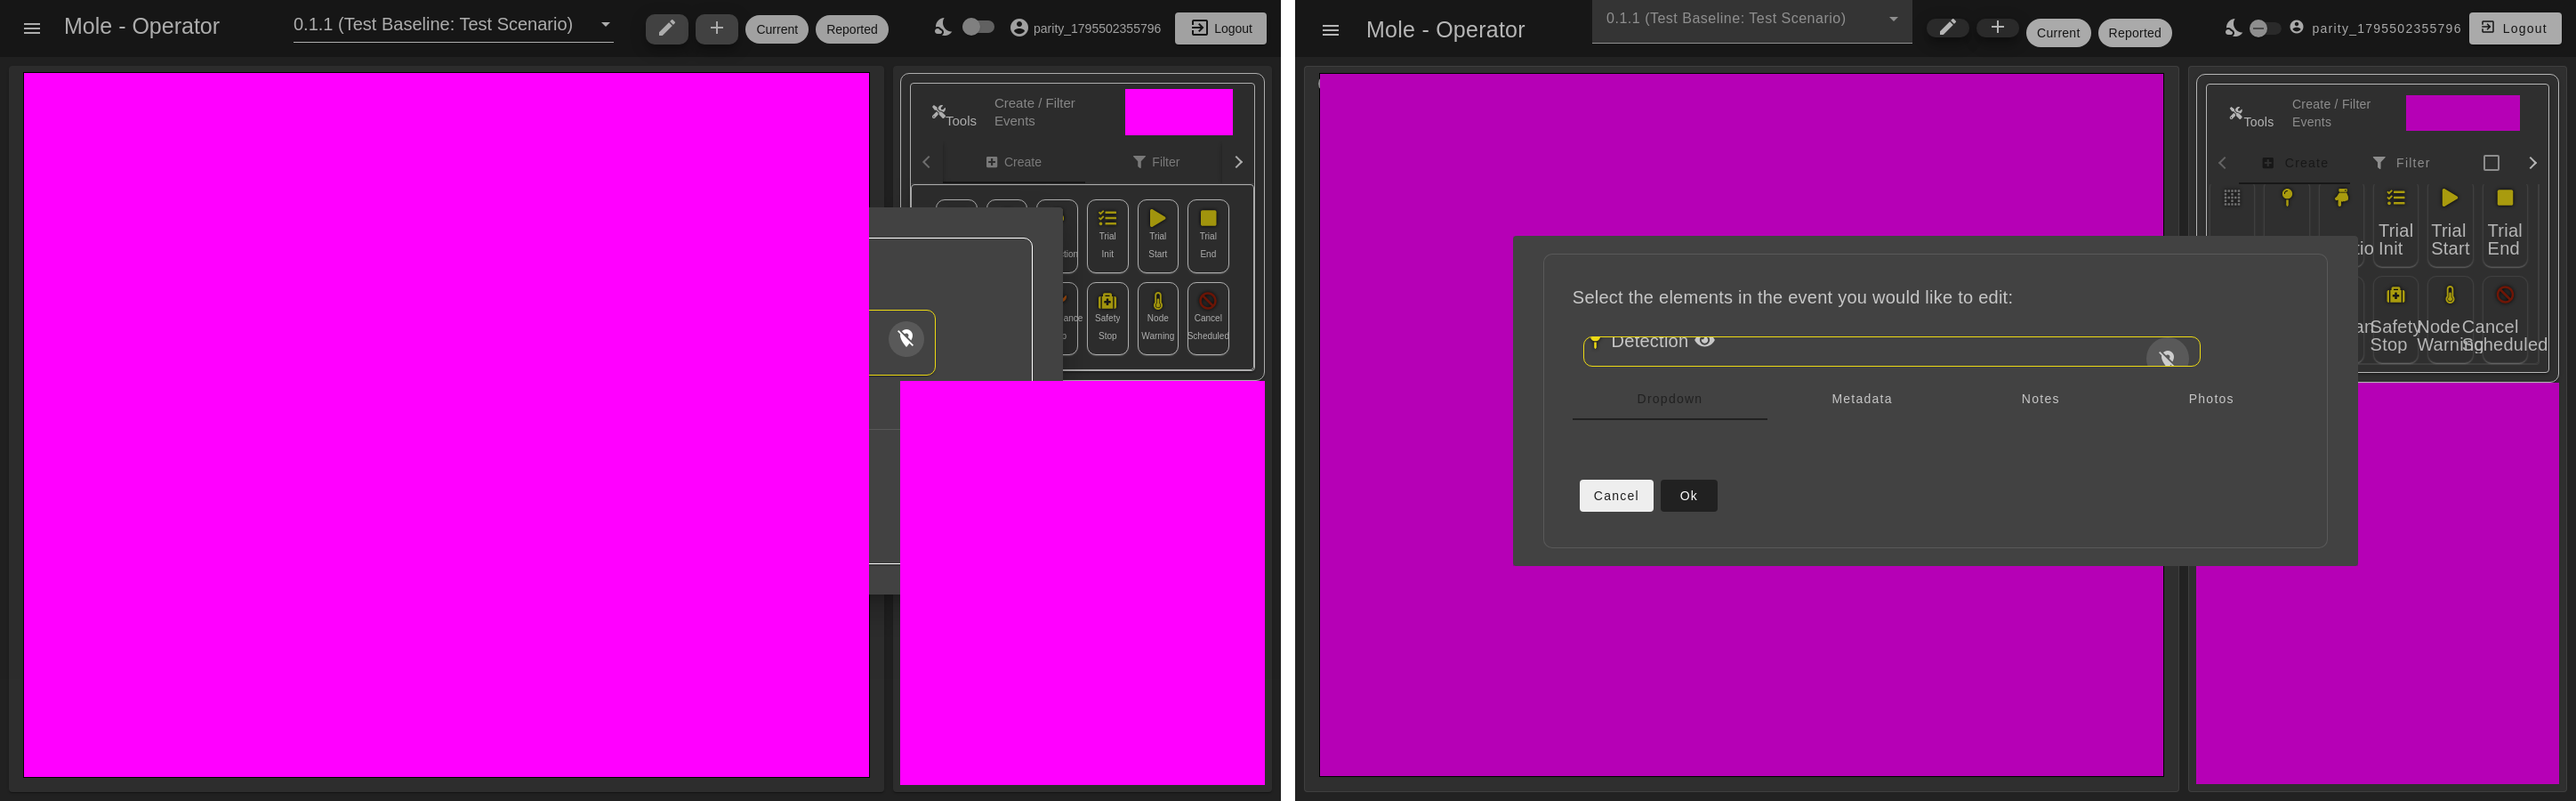 Mole - Operator
0.1.1 (Test Baseline: Test Scenario)
Current
Reported
parity_1795502355796
Logout
Tools
Create / Filter
Events
Create
Filter
Trial
Init
Trial
Start
Trial
End
Safety
Stop
Node
Warning
Cancel
Scheduled
Mole - Operator
0.1.1 (Test Baseline: Test Scenario)
Current
Reported
parity_1795502355796
Logout
Tools
Create / Filter
Events
Create
Filter
Trial
Init
Trial
Start
Trial
End
Safety
Stop
Node
Warning
Cancel
Scheduled
Select the elements in the event you would like to edit:
Detection
Dropdown
Metadata
Notes
Photos
Cancel
Ok